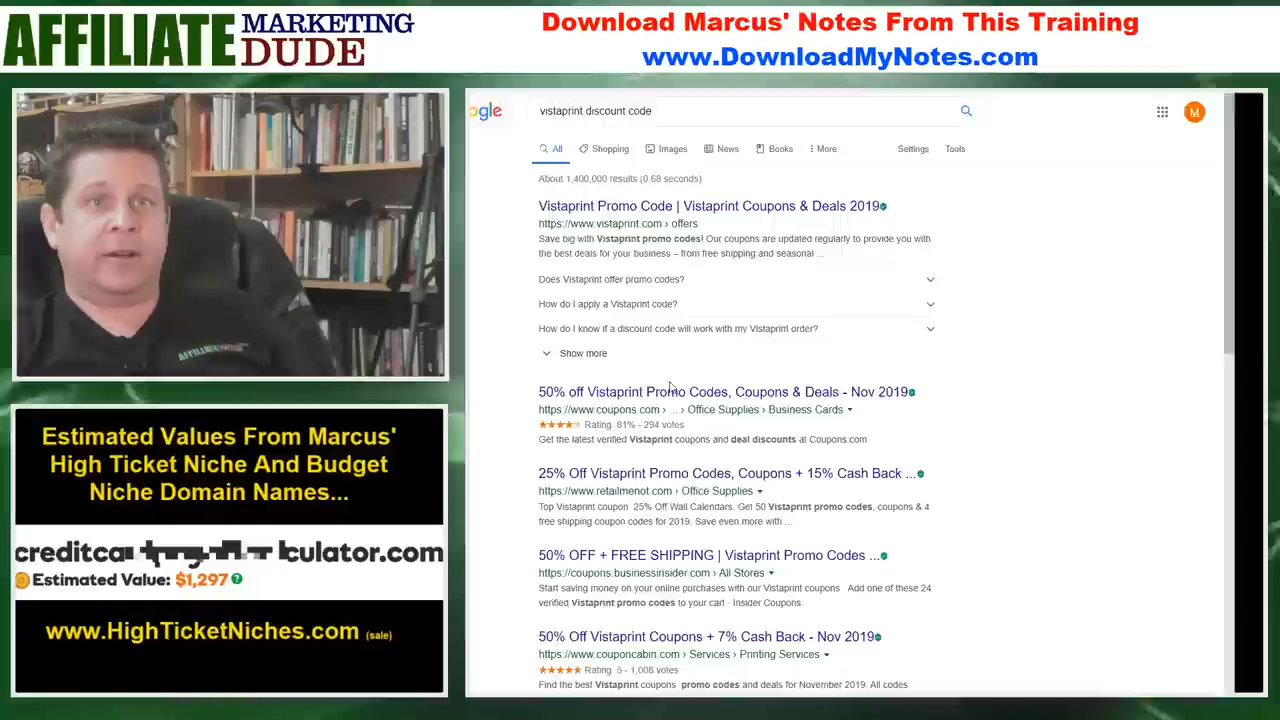 AFFILIATE MARKETING DUDE
Download Marcus' Notes From This Training
www.DownloadMyNotes.com
AFFILIATE
Estimated Values From Marcus'
High Ticket Niche And Budget
Niche Domain Names...
culator.com
Estimated Value: $1,297 ?
www.HighTicketNiches.com (sale)
ogle
vistaprint discount code
M
All Shopping Images News Books More Settings Tools
About 1,400,000 results (0.68 seconds)
Vistaprint Promo Code | Vistaprint Coupons & Deals 2019
https://www.vistaprint.com › offers
Save big with Vistaprint promo codes! Our coupons are updated regularly to provide you with
the best deals for your business – from free shipping and seasonal ...
Does Vistaprint offer promo codes?
How do I apply a Vistaprint code?
How do I know if a discount code will work with my Vistaprint order?
Show more
50% off Vistaprint Promo Codes, Coupons & Deals - Nov 2019
https://www.coupons.com › ... › Office Supplies › Business Cards
Rating 81% - 294 votes
Get the latest verified Vistaprint coupons and deal discounts at Coupons.com
25% Off Vistaprint Promo Codes, Coupons + 15% Cash Back ...
https://www.retailmenot.com › Office Supplies
Top Vistaprint coupon 25% Off Wall Calendars. Get 50 Vistaprint promo codes, coupons & 4
free shipping coupon codes for 2019. Save even more with ...
50% OFF + FREE SHIPPING | Vistaprint Promo Codes ...
https://coupons.businessinsider.com › All Stores
Start saving money on your online purchases with our Vistaprint coupons Add one of these 24
verified Vistaprint promo codes to your cart · Insider Coupons.
50% Off Vistaprint Coupons + 7% Cash Back - Nov 2019
https://www.couponcabin.com › Services › Printing Services
Rating 5 - 1,008 votes
Find the best Vistaprint coupons promo codes and deals for November 2019. All codes